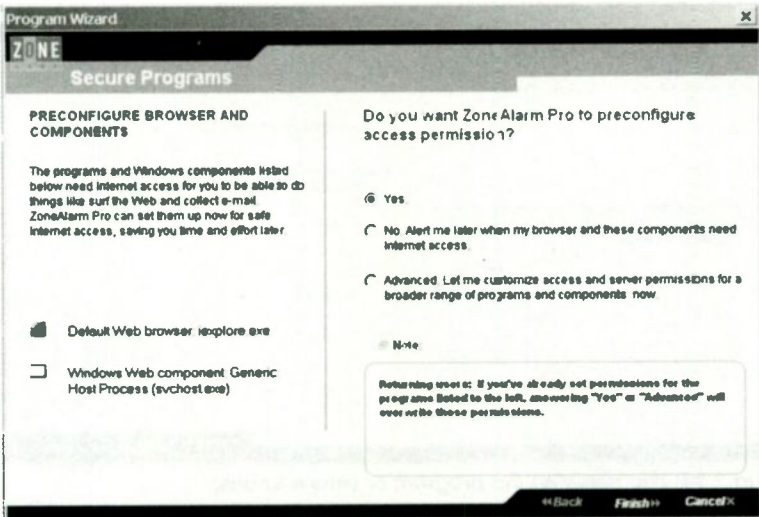 Program Wizard
ZONE
Secure Programs
PRECONFIGURE BROWSER AND
COMPONENTS
The programs and Windows components listed
below need Internet access for you to be able to do
things like surf the Web and collect e-mail.
ZoneAlarm Pro can set them up now for safe
Internet access, saving you time and effort later.
Default Web browser: iexplore.exe
Windows Web component: Generic
Host Process (svchost.exe)
Do you want ZoneAlarm Pro to preconfigure
access permission?
Yes.
No. Alert me later when my browser and these components need
Internet access.
Advanced. Let me customize access and server permissions for a
broader range of programs and components now.
Note:
Returning users: If you've already set permissions for the
programs listed to the left, answering "Yes" or "Advanced" will
overwrite those permissions.
<<Back Finish>> Cancel X